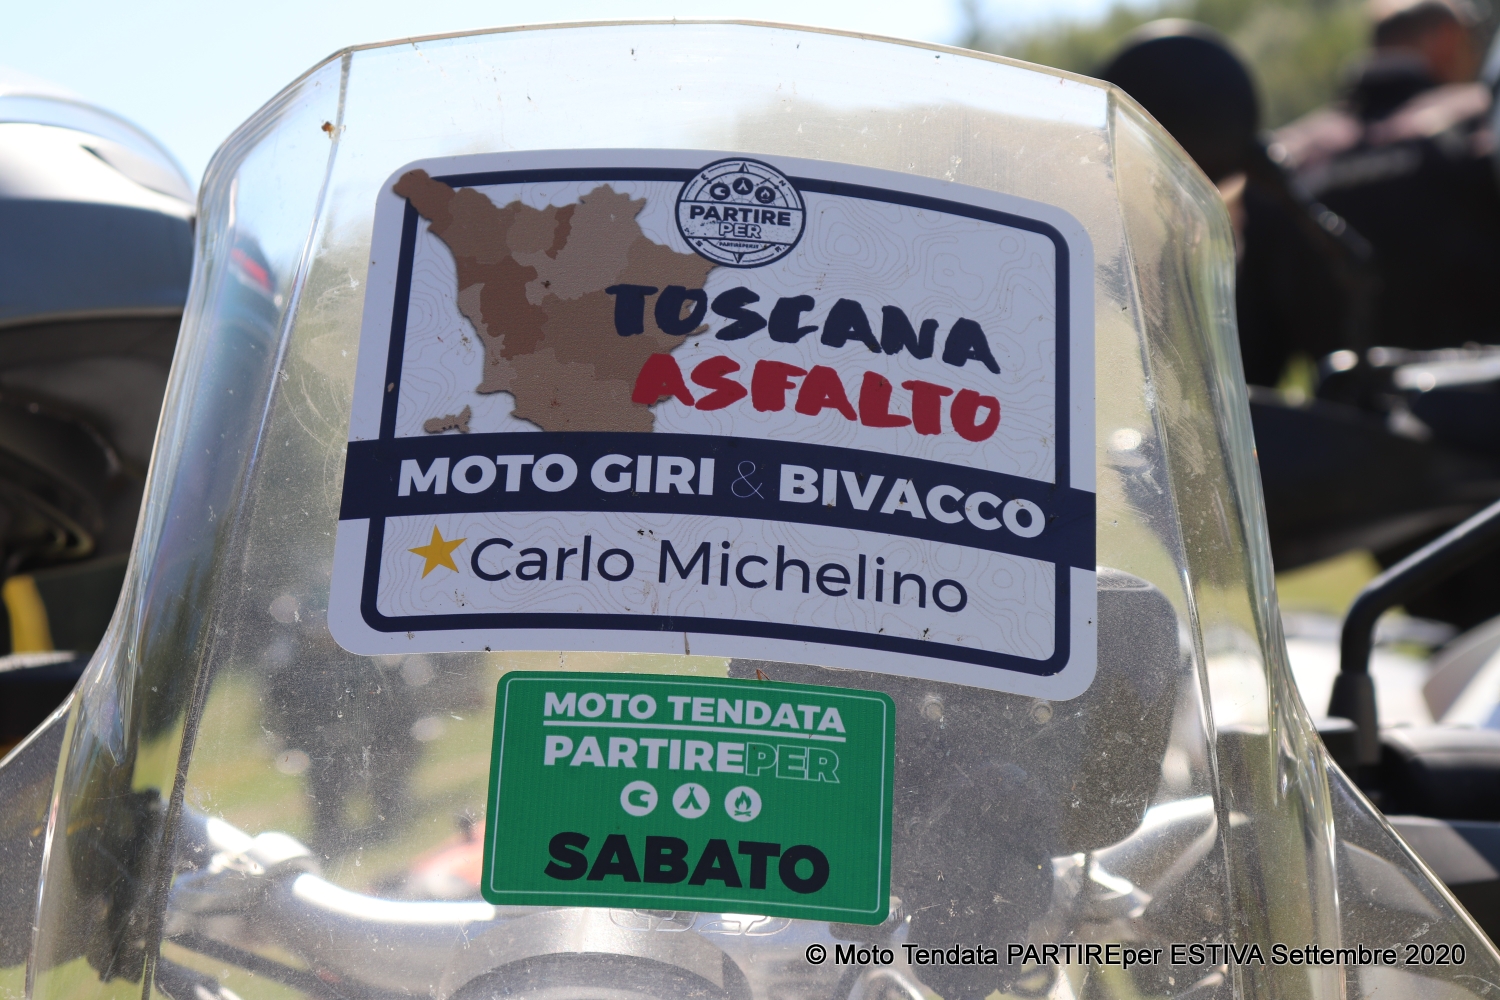 PARTIRE
PER
TOSCANA
ASFALTO
MOTO GIRI & BIVACCO
Carlo Michelino
MOTO TENDATA
PARTIREPER
SABATO
© Moto Tendata PARTIREper ESTIVA Settembre 2020